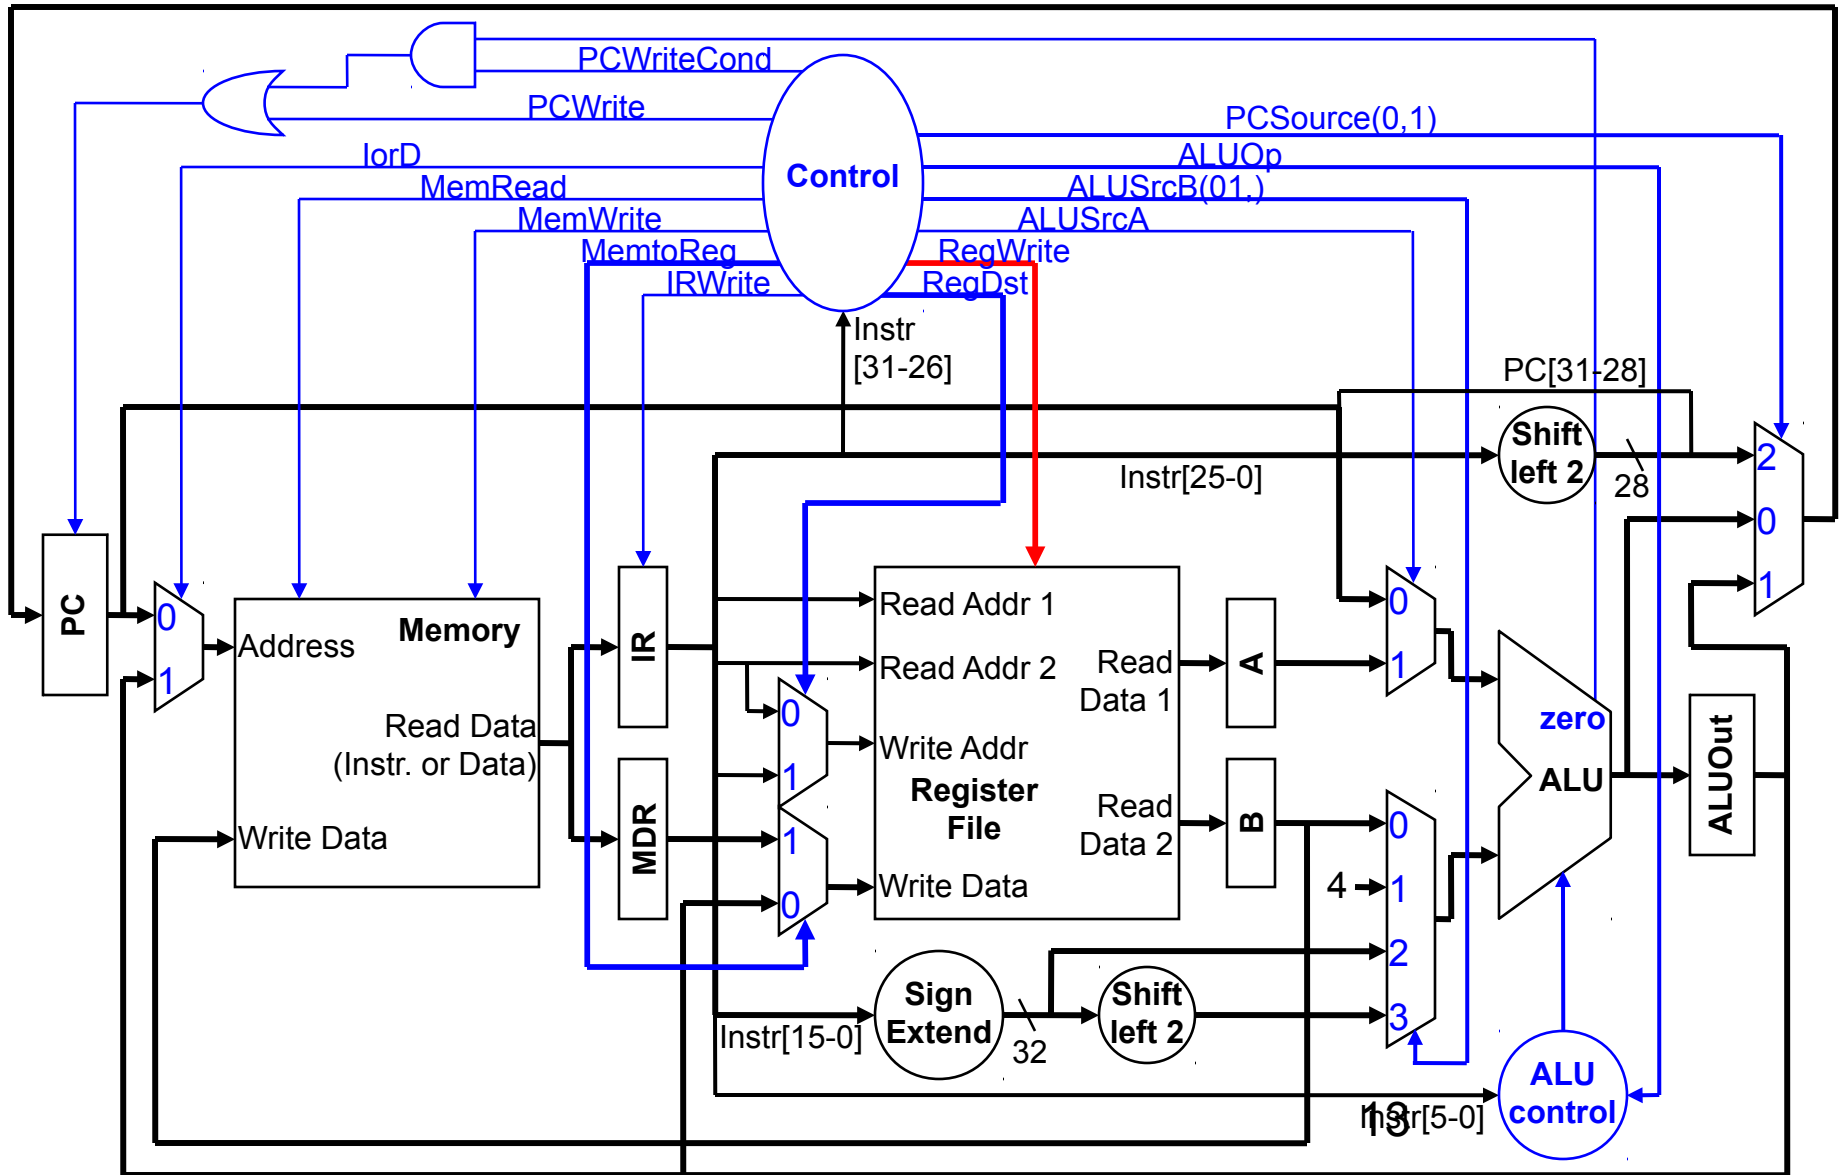 PCWriteCond
PCWrite
PCSource(0,1)
IorD
ALUOp
Control
MemRead
ALUSrcB(01,)
MemWrite
ALUSrcA
MemtoReg
RegWrite
IRWrite
RegDst
Instr
[31-26]
PC[31-28]
Shift
left 2
2
Instr[25-0]
28
0
1
PC
0
1
Address
Memory
Read Data
(Instr. or Data)
Write Data
IR
MDR
0
1
1
0
Read Addr 1
Read Addr 2
Read
Data 1
Write Addr
Register
File
Read
Data 2
Write Data
A
B
0
1
zero
ALU
ALUOut
0
4
1
2
3
Sign
Extend
Shift
left 2
Instr[15-0]
32
ALU
control
Instr[5-0]
13